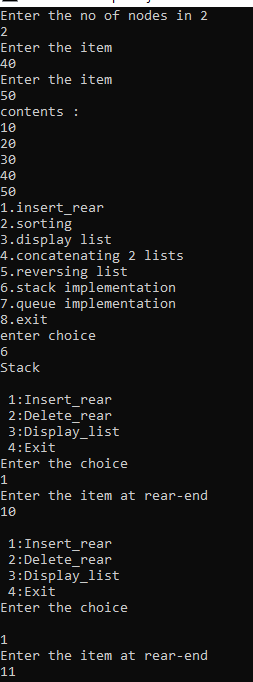 Enter the no of nodes in 2
2
Enter the item
40
Enter the item
50
contents :
10
20
30
40
50
1.insert_rear
2.sorting
3.display list
4.concatenating 2 lists
5.reversing list
6.stack implementation
7.queue implementation
8.exit
enter choice
6
Stack
1:Insert_rear
2:Delete_rear
3:Display_list
4:Exit
Enter the choice
1
Enter the item at rear-end
10
1:Insert_rear
2:Delete_rear
3:Display_list
4:Exit
Enter the choice
1
Enter the item at rear-end
11